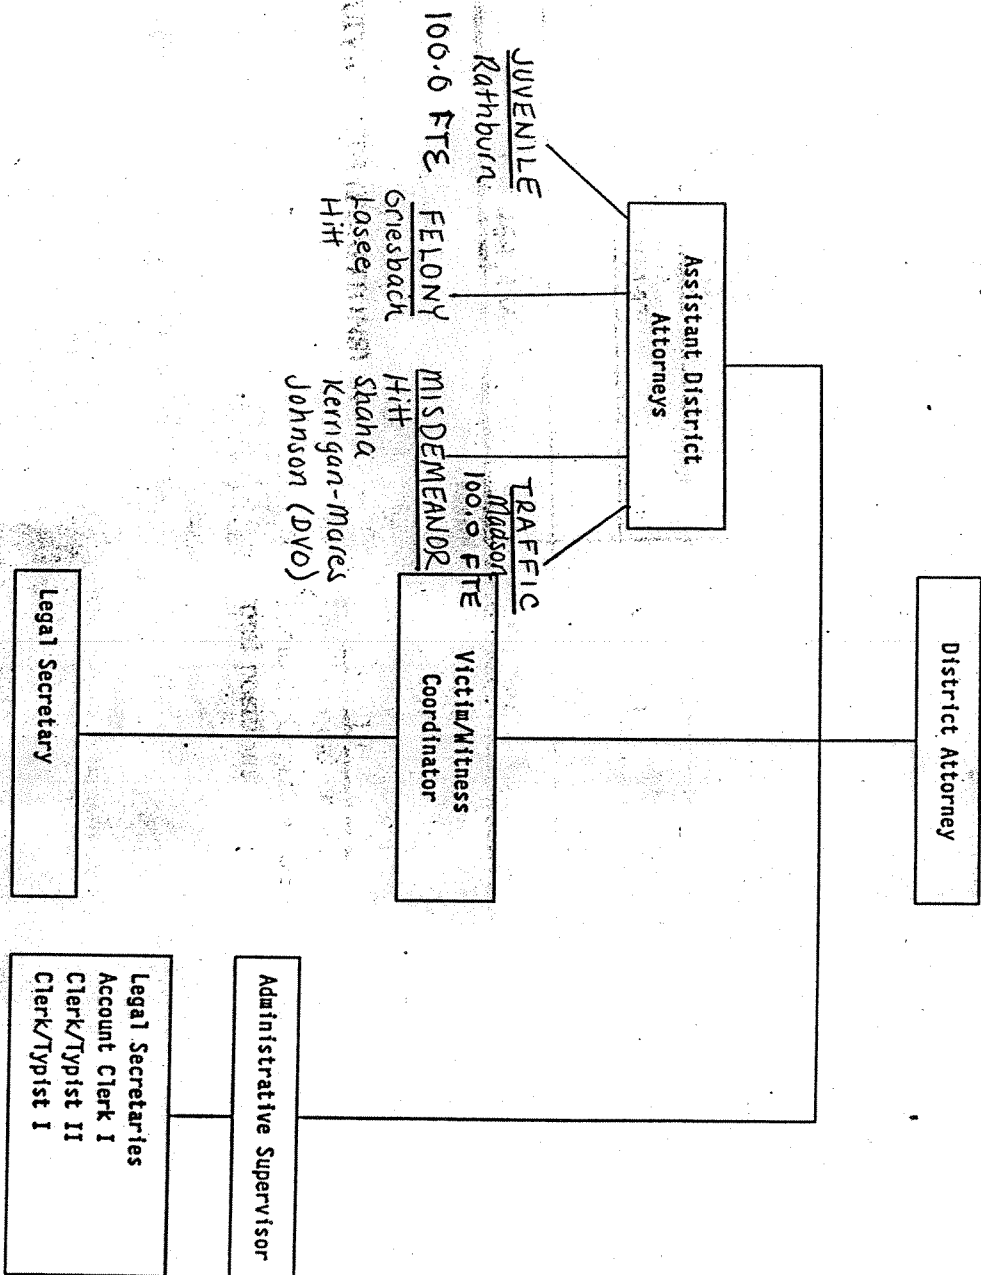 District Attorney
Assistant District
Attorneys
JUVENILE
Rathburn
100.0 FTE
FELONY
Griesbach
Lasee
Hitt
MISDEMEANOR
Hitt
Shaha
Kerrigan-Mares
Johnson (DVO)
TRAFFIC
Madson
100.0 FTE
Victim/Witness
Coordinator
Legal Secretary
Administrative Supervisor
Legal Secretaries
Account Clerk I
Clerk/Typist II
Clerk/Typist I